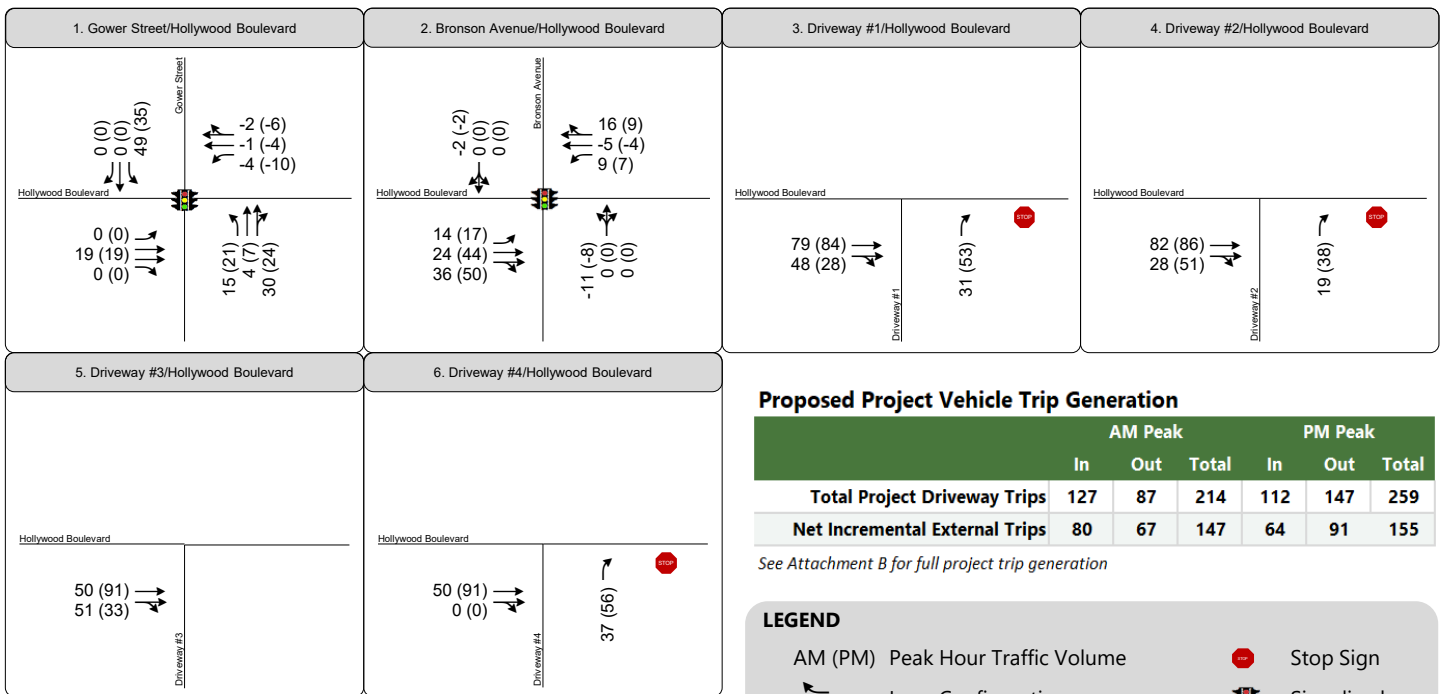 1. Gower Street/Hollywood Boulevard
2. Bronson Avenue/Hollywood Boulevard
3. Driveway #1/Hollywood Boulevard
4. Driveway #2/Hollywood Boulevard
Gower Street
0 (0)
0 (0)
49 (35)
-2 (-6)
-1 (-4)
-4 (-10)
Hollywood Boulevard
0 (0)
19 (19)
0 (0)
15 (21)
4 (7)
30 (24)
Bronson Avenue
-2 (-2)
0 (0)
0 (0)
16 (9)
-5 (-4)
9 (7)
Hollywood Boulevard
14 (17)
24 (44)
36 (50)
-11 (-8)
0 (0)
0 (0)
Hollywood Boulevard
STOP
79 (84)
48 (28)
31 (53)
Driveway #1
Hollywood Boulevard
STOP
82 (86)
28 (51)
19 (38)
Driveway #2
5. Driveway #3/Hollywood Boulevard
6. Driveway #4/Hollywood Boulevard
Hollywood Boulevard
50 (91)
51 (33)
Driveway #3
Hollywood Boulevard
STOP
50 (91)
0 (0)
37 (56)
Driveway #4
Proposed Project Vehicle Trip Generation
AM Peak PM Peak
In Out Total In Out Total
Total Project Driveway Trips 127 87 214 112 147 259
Net Incremental External Trips 80 67 147 64 91 155
See Attachment B for full project trip generation
LEGEND
AM (PM) Peak Hour Traffic Volume STOP Stop Sign